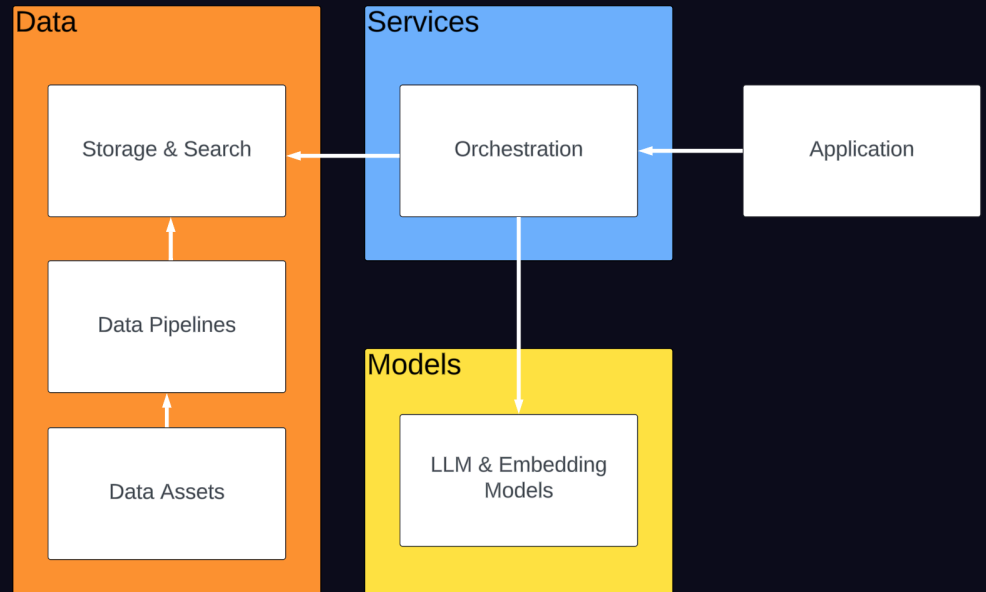 Data
Storage & Search
Data Pipelines
Data Assets
Services
Orchestration
Models
LLM & Embedding
Models
Application